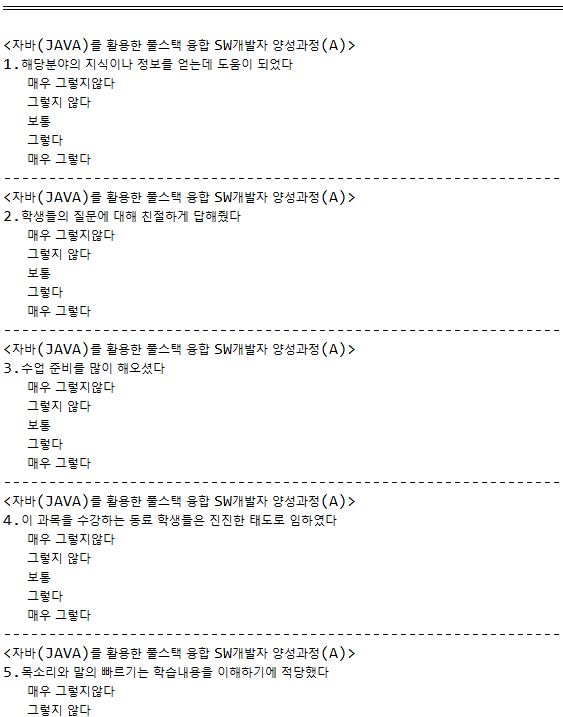 <자바(JAVA)를 활용한 풀스택 융합 SW개발자 양성과정(A)>
1.해당분야의 지식이나 정보를 얻는데 도움이 되었다
매우 그렇지않다
그렇지 않다
보통
그렇다
매우 그렇다
<자바(JAVA)를 활용한 풀스택 융합 SW개발자 양성과정(A)>
2.학생들의 질문에 대해 친절하게 답해줬다
매우 그렇지않다
그렇지 않다
보통
그렇다
매우 그렇다
<자바(JAVA)를 활용한 풀스택 융합 SW개발자 양성과정(A)>
3.수업 준비를 많이 해오셨다
매우 그렇지않다
그렇지 않다
보통
그렇다
매우 그렇다
<자바(JAVA)를 활용한 풀스택 융합 SW개발자 양성과정(A)>
4.이 과목을 수강하는 동료 학생들은 진진한 태도로 임하였다
매우 그렇지않다
그렇지 않다
보통
그렇다
매우 그렇다
<자바(JAVA)를 활용한 풀스택 융합 SW개발자 양성과정(A)>
5.목소리와 말의 빠르기는 학습내용을 이해하기에 적당했다
매우 그렇지않다
그렇지 않다